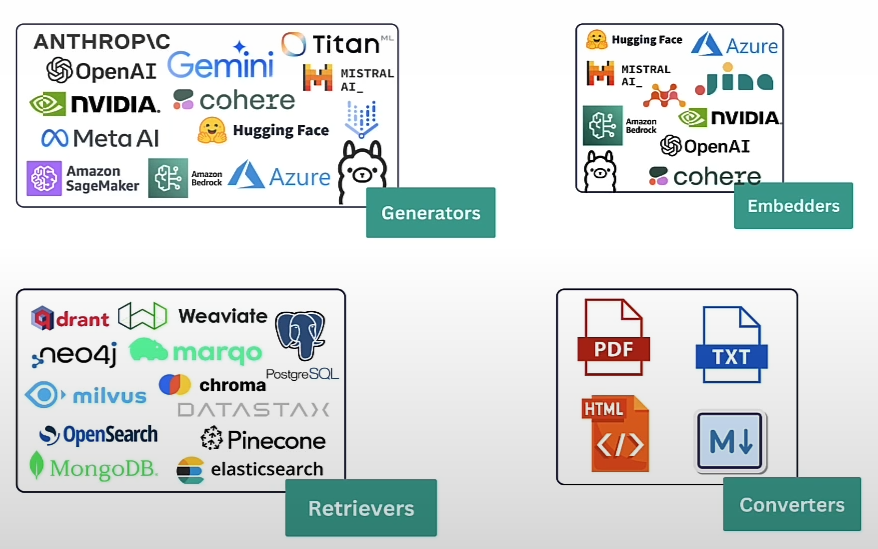 ANTHROP\C
OpenAI
Gemini
Titan ML
MISTRAL
AI_
NVIDIA.
cohere
Meta AI
Hugging Face
Amazon
SageMaker
Amazon
Bedrock
Azure
Generators
Hugging Face
Azure
MISTRAL
AI_
Jina
Amazon
Bedrock
NVIDIA.
OpenAI
cohere
Embedders
qdrant
Weaviate
neo4j
marqo
PostgreSQL
milvus
chroma
DATASTAX
OpenSearch
Pinecone
MongoDB.
elasticsearch
Retrievers
PDF
TXT
HTML
</>
M↓
Converters